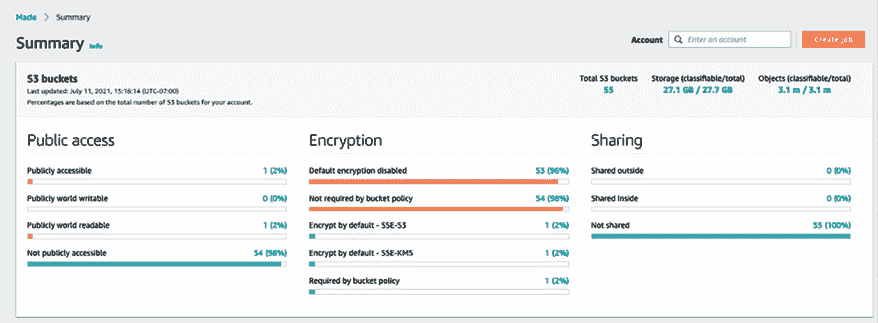 Macie > Summary
Summary Info
Account
Enter an account
Create job
S3 buckets
Last updated: July 11, 2021, 15:16:14 (UTC-07:00)
Percentages are based on the total number of S3 buckets for your account.
Total S3 buckets
55
Storage (classifiable/total)
27.1 GB / 27.7 GB
Objects (classifiable/total)
3.1 m / 3.1 m
Public access
Publicly accessible 1 (2%)
Publicly world writable 0 (0%)
Publicly world readable 1 (2%)
Not publicly accessible 54 (98%)
Encryption
Default encryption disabled 53 (96%)
Not required by bucket policy 54 (98%)
Encrypt by default - SSE-S3 1 (2%)
Encrypt by default - SSE-KMS 1 (2%)
Required by bucket policy 1 (2%)
Sharing
Shared outside 0 (0%)
Shared inside 0 (0%)
Not shared 55 (100%)